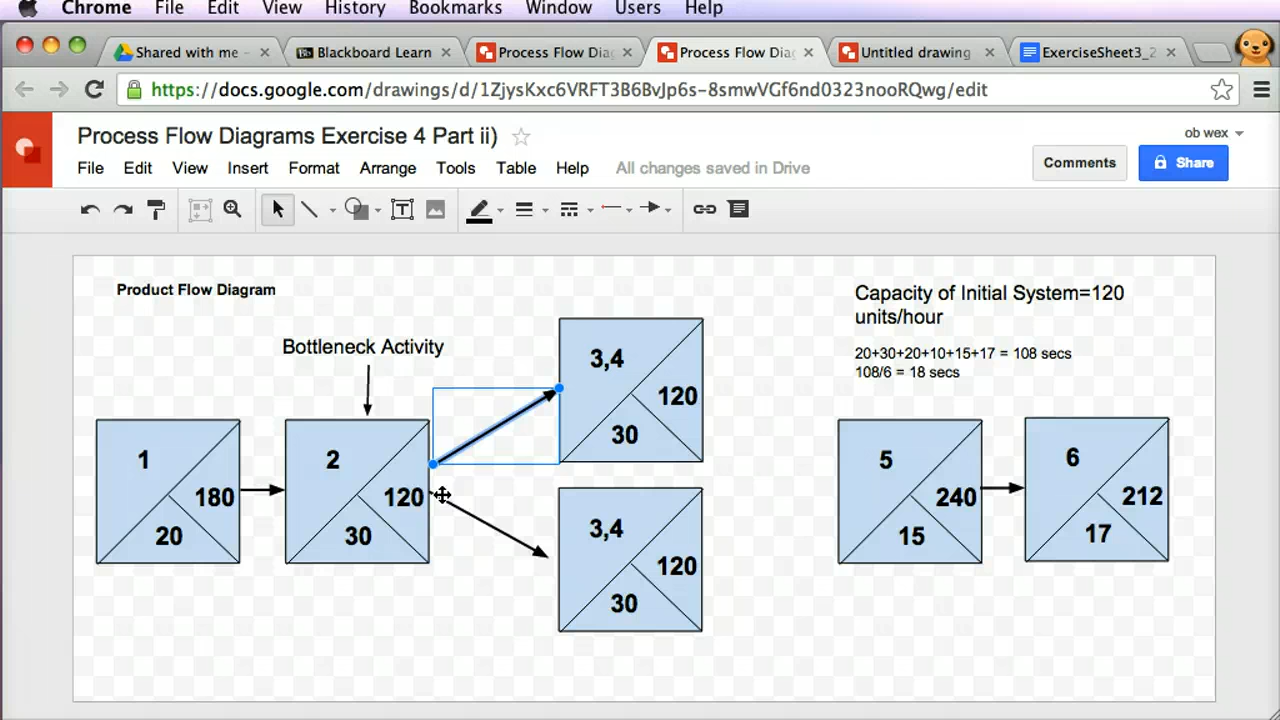 Chrome File Edit View History Bookmarks Window Users Help
Shared with me – Blackboard Learn Process Flow Dia Process Flow Dia Untitled drawing ExerciseSheet3_2
https://docs.google.com/drawings/d/1ZjysKxc6VRFT3B6BvJp6s-8smwVGf6nd0323nooRQwg/edit
Process Flow Diagrams Exercise 4 Part ii)
ob wex
File Edit View Insert Format Arrange Tools Table Help All changes saved in Drive
Comments Share
Product Flow Diagram
Capacity of Initial System=120
units/hour
Bottleneck Activity
20+30+20+10+15+17 = 108 secs
108/6 = 18 secs
3,4
120
30
1
180
20
2
120
30
3,4
120
30
5
240
15
6
212
17